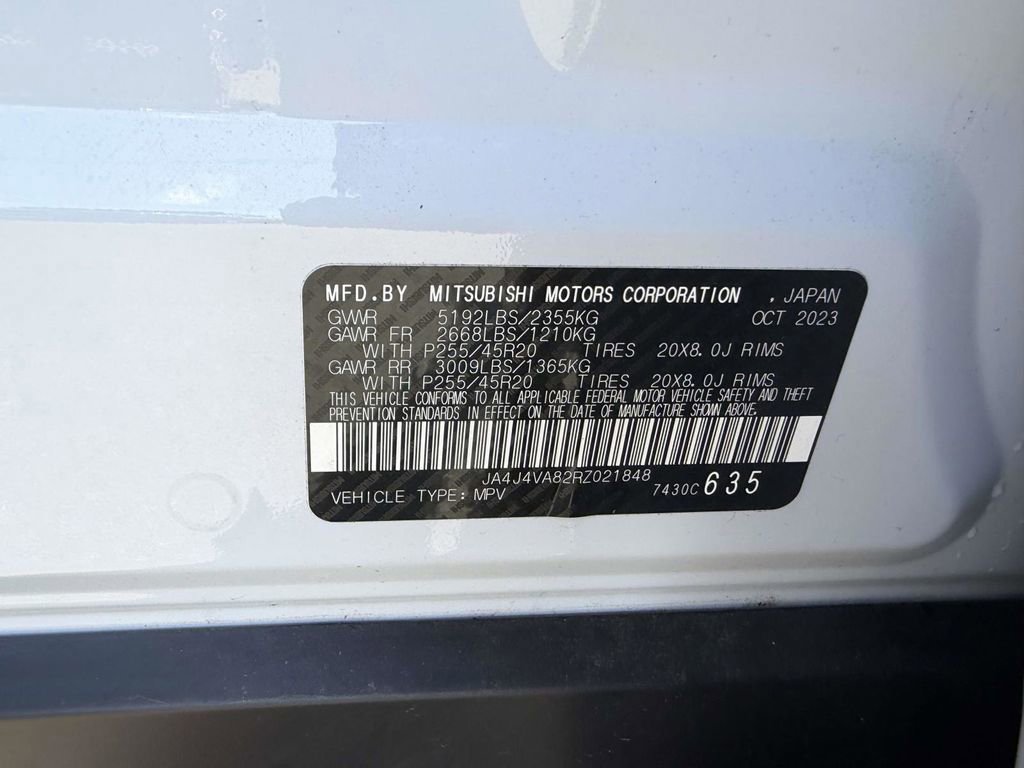 MFD.BY MITSUBISHI MOTORS CORPORATION , JAPAN
GVWR 5192LBS/2355KG OCT 2023
GAWR FR 2668LBS/1210KG
WITH P255/45R20 TIRES 20X8.0J RIMS
GAWR RR 3009LBS/1365KG
WITH P255/45R20 TIRES 20X8.0J RIMS
THIS VEHICLE CONFORMS TO ALL APPLICABLE FEDERAL MOTOR VEHICLE SAFETY AND THEFT
PREVENTION STANDARDS IN EFFECT ON THE DATE OF MANUFACTURE SHOWN ABOVE.
JA4J4VA82RZ021848
VEHICLE TYPE: MPV 7430C 635